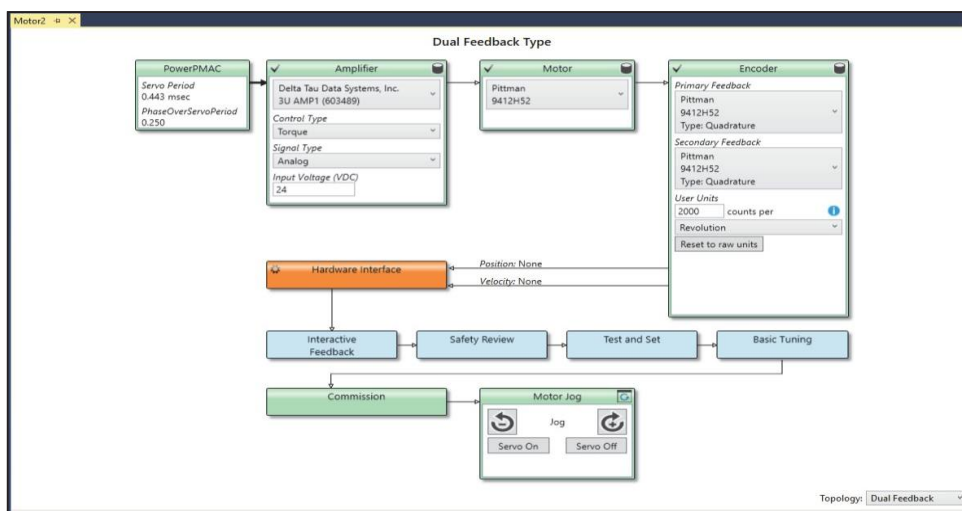 Motor2
Dual Feedback Type
PowerPMAC
Servo Period
0.443 msec
PhaseOverServoPeriod
0.250
Amplifier
Delta Tau Data Systems, Inc.
3U AMP1 (603489)
Control Type
Torque
Signal Type
Analog
Input Voltage (VDC)
24
Motor
Pittman
9412H52
Encoder
Primary Feedback
Pittman
9412H52
Type: Quadrature
Secondary Feedback
Pittman
9412H52
Type: Quadrature
User Units
2000 counts per
Revolution
Reset to raw units
Hardware Interface
Position: None
Velocity: None
Interactive
Feedback
Safety Review
Test and Set
Basic Tuning
Commission
Motor Jog
Jog
Servo On
Servo Off
Topology: Dual Feedback